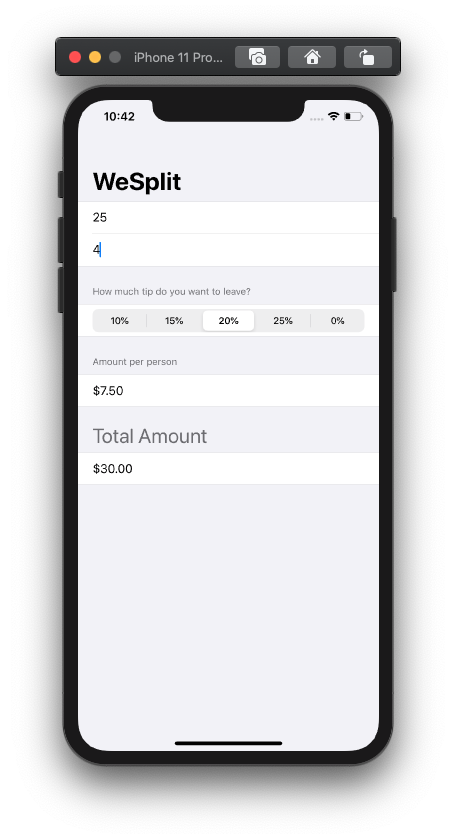 iPhone 11 Pro...
10:42
WeSplit
25
4
How much tip do you want to leave?
10% 15% 20% 25% 0%
Amount per person
$7.50
Total Amount
$30.00